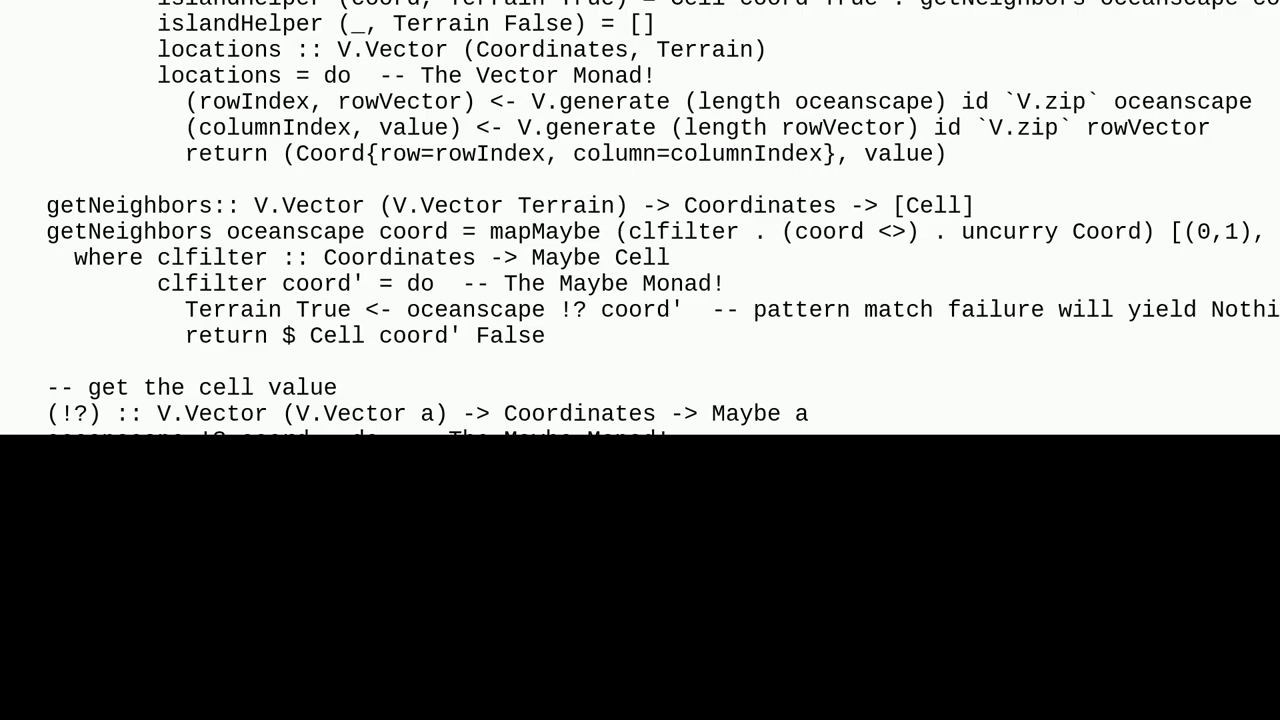 islandHelper (_, Terrain False) = []
locations :: V.Vector (Coordinates, Terrain)
locations = do  -- The Vector Monad!
(rowIndex, rowVector) <- V.generate (length oceanscape) id `V.zip` oceanscape
(columnIndex, value) <- V.generate (length rowVector) id `V.zip` rowVector
return (Coord{row=rowIndex, column=columnIndex}, value)
getNeighbors:: V.Vector (V.Vector Terrain) -> Coordinates -> [Cell]
getNeighbors oceanscape coord = mapMaybe (clfilter . (coord <>) . uncurry Coord) [(0,1),
where clfilter :: Coordinates -> Maybe Cell
clfilter coord' = do  -- The Maybe Monad!
Terrain True <- oceanscape !? coord'  -- pattern match failure will yield Nothi
return $ Cell coord' False
-- get the cell value
(!?) :: V.Vector (V.Vector a) -> Coordinates -> Maybe a